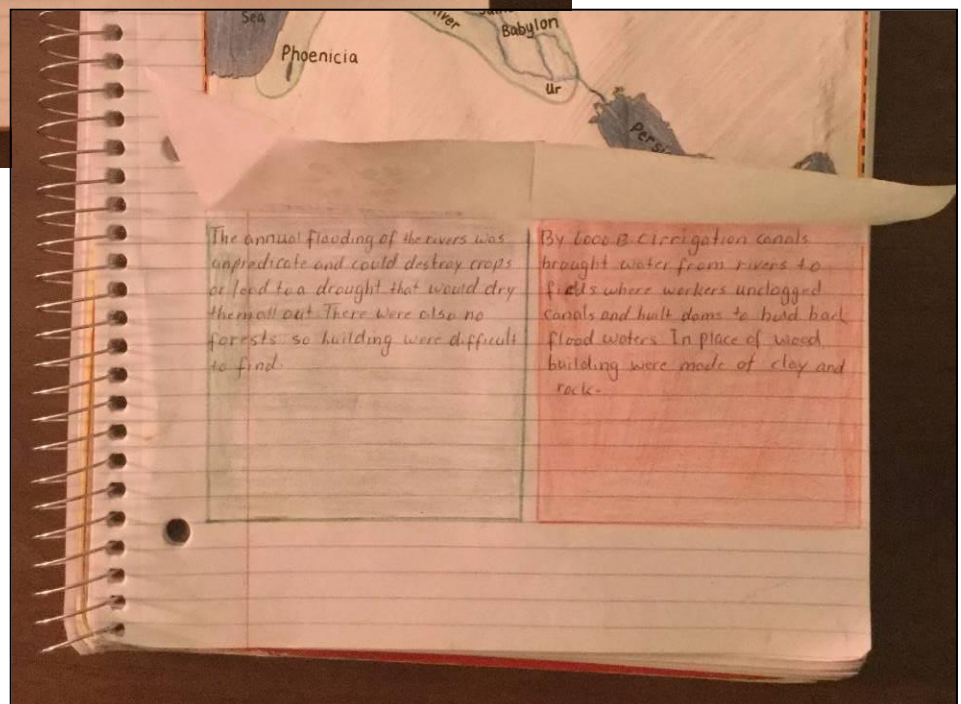 Sea
River
Babylon
Phoenicia
Ur
Persi
The annual flooding of the rivers was
unpredicate and could destray crops
or lead to a drought that would dry
them all out. There were also no
forests so building were difficult
to find.
By 6000 B.C irrigation canals
brought water from rivers to
fields where workers unclogged
canals and built dams to hold back
flood waters In place of wood
building were made of clay and
rock.